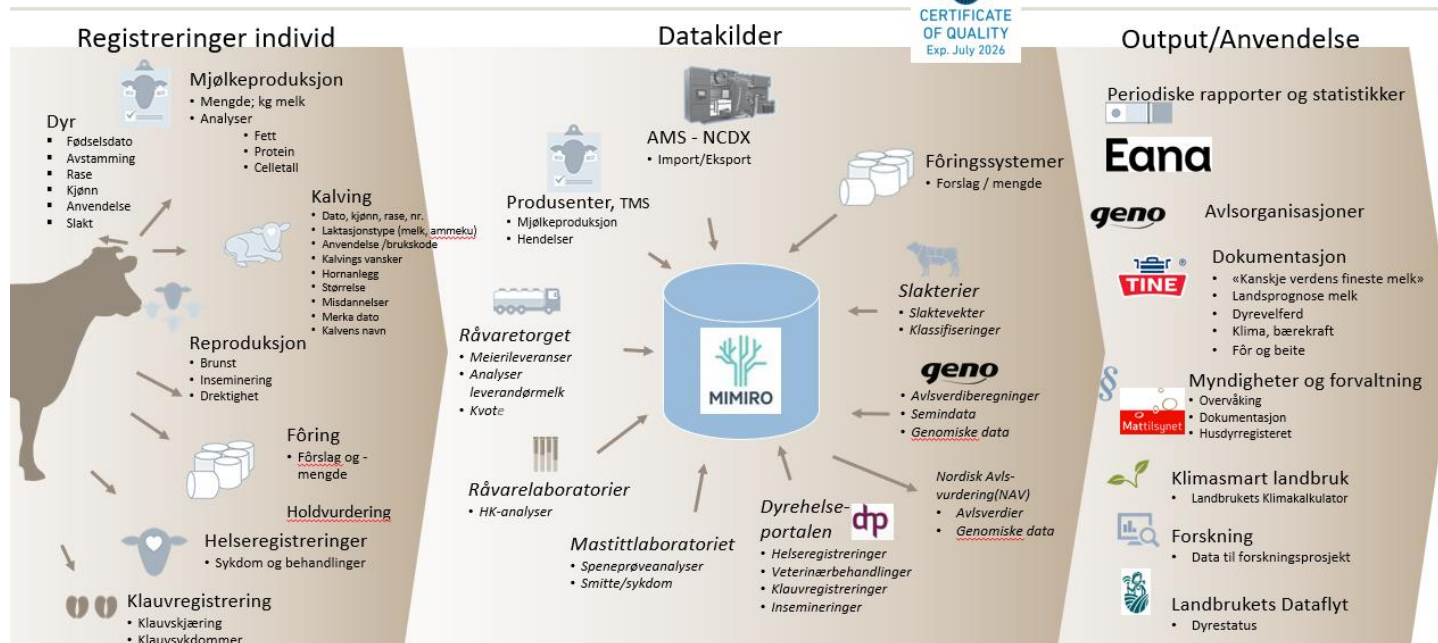 CERTIFICATE
OF QUALITY
Exp. July 2026
Registreringer individ
Mjølkeproduksjon
• Mengde; kg melk
• Analyser
• Fett
• Protein
• Celletall
Dyr
▪ Fødselsdato
▪ Avstamming
▪ Rase
▪ Kjønn
▪ Anvendelse
▪ Slakt
Kalving
• Dato, kjønn, rase, nr.
• Laktasjonstype (melk, ammeku)
• Anvendelse /brukskode
• Kalvings vansker
• Hornanlegg
• Størrelse
• Misdannelser
• Merka dato
• Kalvens navn
Reproduksjon
• Brunst
• Inseminering
• Drektighet
Fôring
• Fôrslag og -
mengde
Holdvurdering
Helseregistreringer
• Sykdom og behandlinger
Klauvregistrering
• Klauvskjæring
• Klauvsykdommer
Datakilder
AMS - NCDX
• Import/Eksport
Produsenter, TMS
• Mjølkeproduksjon
• Hendelser
Fôringssystemer
• Forslag / mengde
Råvaretorget
• Meierileveranser
• Analyser
leverandørmelk
• Kvote
MIMIRO
Slakterier
• Slaktevekter
• Klassifiseringer
geno
• Avlsverdiberegninger
• Semindata
• Genomiske data
Råvarelaboratorier
• HK-analyser
Mastittlaboratoriet
• Speneprøveanalyser
• Smitte/sykdom
Dyrehelse-
portalen
dp
• Helseregistreringer
• Veterinærbehandlinger
• Klauvregistreringer
• Insemineringer
Nordisk Avls-
vurdering(NAV)
• Avlsverdier
• Genomiske data
Output/Anvendelse
Periodiske rapporter og statistikker
Eana
geno
Avlsorganisasjoner
TINE ®
Dokumentasjon
• «Kanskje verdens fineste melk»
• Landsprognose melk
• Dyrevelferd
• Klima, bærekraft
• Fôr og beite
§
Mattilsynet
Myndigheter og forvaltning
• Overvåking
• Dokumentasjon
• Husdyrregisteret
Klimasmart landbruk
• Landbrukets Klimakalkulator
Forskning
• Data til forskningsprosjekt
Landbrukets Dataflyt
• Dyrestatus